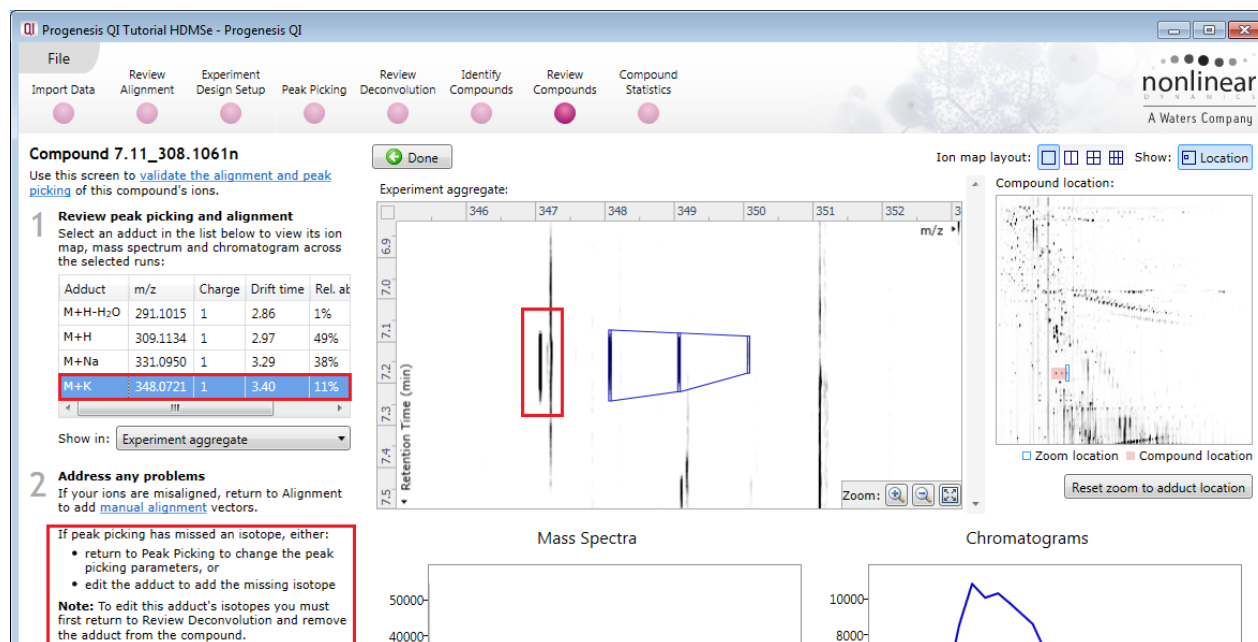 Progenesis QI Tutorial HDMSe - Progenesis QI
File
Import Data
Review Alignment
Experiment Design Setup
Peak Picking
Review Deconvolution
Identify Compounds
Review Compounds
Compound Statistics
nonlinear
DYNAMICS
A Waters Company
Compound 7.11_308.1061n
Use this screen to validate the alignment and peak
picking of this compound's ions.
1
Review peak picking and alignment
Select an adduct in the list below to view its ion
map, mass spectrum and chromatogram across
the selected runs:
Adduct m/z Charge Drift time Rel. ab
M+H-H₂O 291.1015 1 2.86 1%
M+H 309.1134 1 2.97 49%
M+Na 331.0950 1 3.29 38%
M+K 348.0721 1 3.40 11%
Show in: Experiment aggregate
2
Address any problems
If your ions are misaligned, return to Alignment
to add manual alignment vectors.
If peak picking has missed an isotope, either:
• return to Peak Picking to change the peak
picking parameters, or
• edit the adduct to add the missing isotope
Note: To edit this adduct's isotopes you must
first return to Review Deconvolution and remove
the adduct from the compound.
Done
Ion map layout:
Show: Location
Experiment aggregate:
346 347 348 349 350 351 352 3
m/z
6.9
7.0
7.1
7.2
7.3
7.4
7.5
Retention Time (min)
Zoom:
Compound location:
Zoom location Compound location
Reset zoom to adduct location
Mass Spectra
50000
40000
Chromatograms
10000
8000